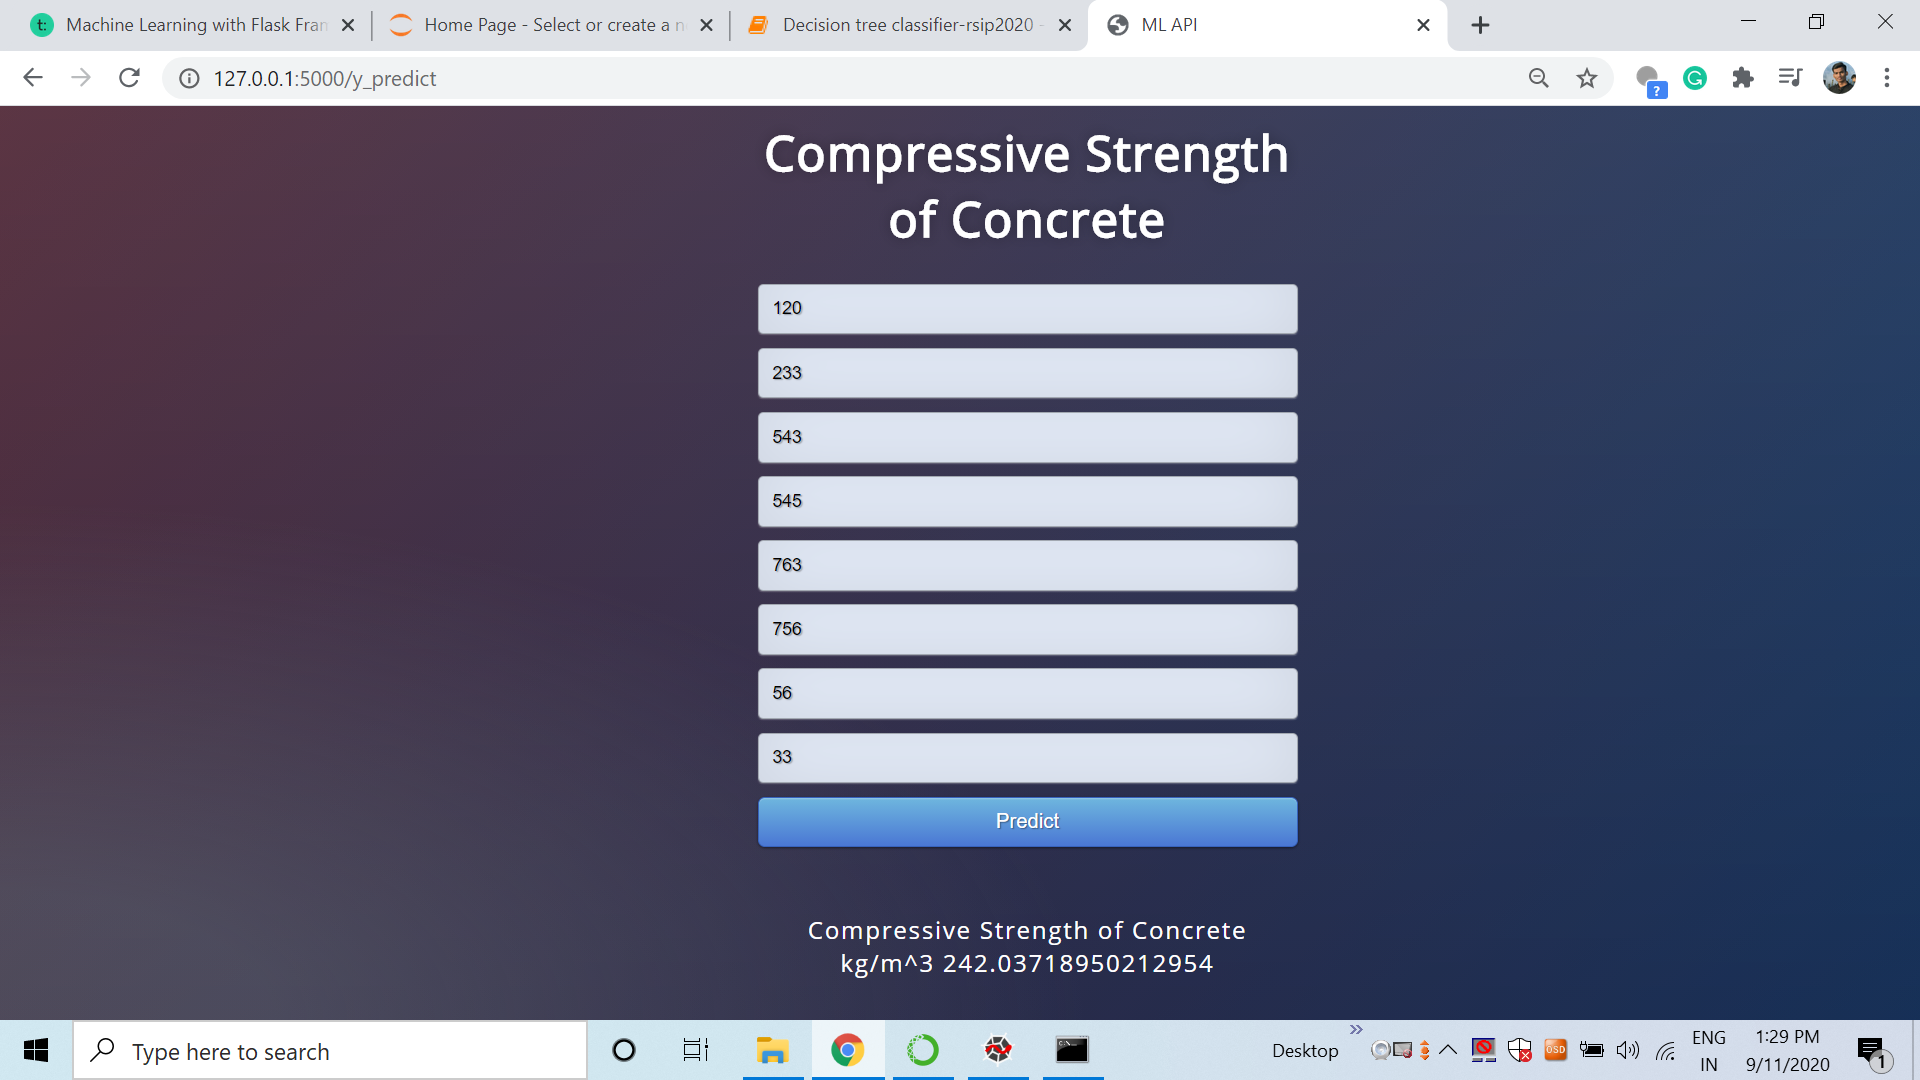 Machine Learning with Flask Fran
Home Page - Select or create a n
Decision tree classifier-rsip2020 -
ML API
127.0.0.1:5000/y_predict
Compressive Strength
of Concrete
120
233
543
545
763
756
56
33
Predict
Compressive Strength of Concrete
kg/m^3 242.03718950212954
Type here to search
Desktop
OSD
ENG
IN
1:29 PM
9/11/2020
1